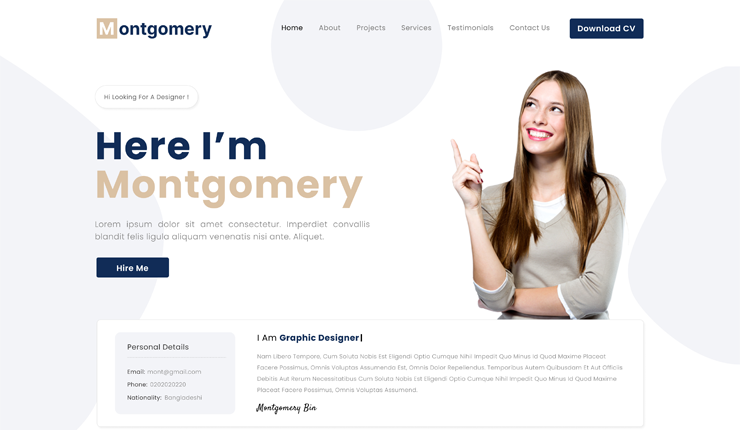 Montgomery
Home About Projects Services Testimonials Contact Us Download CV
Hi Looking For A Designer !
Here I'm
Montgomery
Lorem ipsum dolor sit amet consectetur. Imperdiet convallis
blandit felis ligula aliquam venenatis nisi ante. Aliquet.
Hire Me
Personal Details
Email: mont@gmail.com
Phone: 0202020220
Nationality: Bangladeshi
I Am Graphic Designer
Nam Libero Tempore, Cum Soluta Nobis Est Eligendi Optio Cumque Nihil Impedit Quo Minus Id Quod Maxime Placeat
Facere Possimus, Omnis Voluptas Assumenda Est, Omnis Dolor Repellendus. Temporibus Autem Quibusdam Et Aut Officiis
Debitis Aut Rerum Necessitatibus Cum Soluta Nobis Est Eligendi Optio Cumque Nihil Impedit Quo Minus Id Quod Maxime
Placeat Facere Possimus, Omnis Voluptas Assumend.
Montgomery Bin